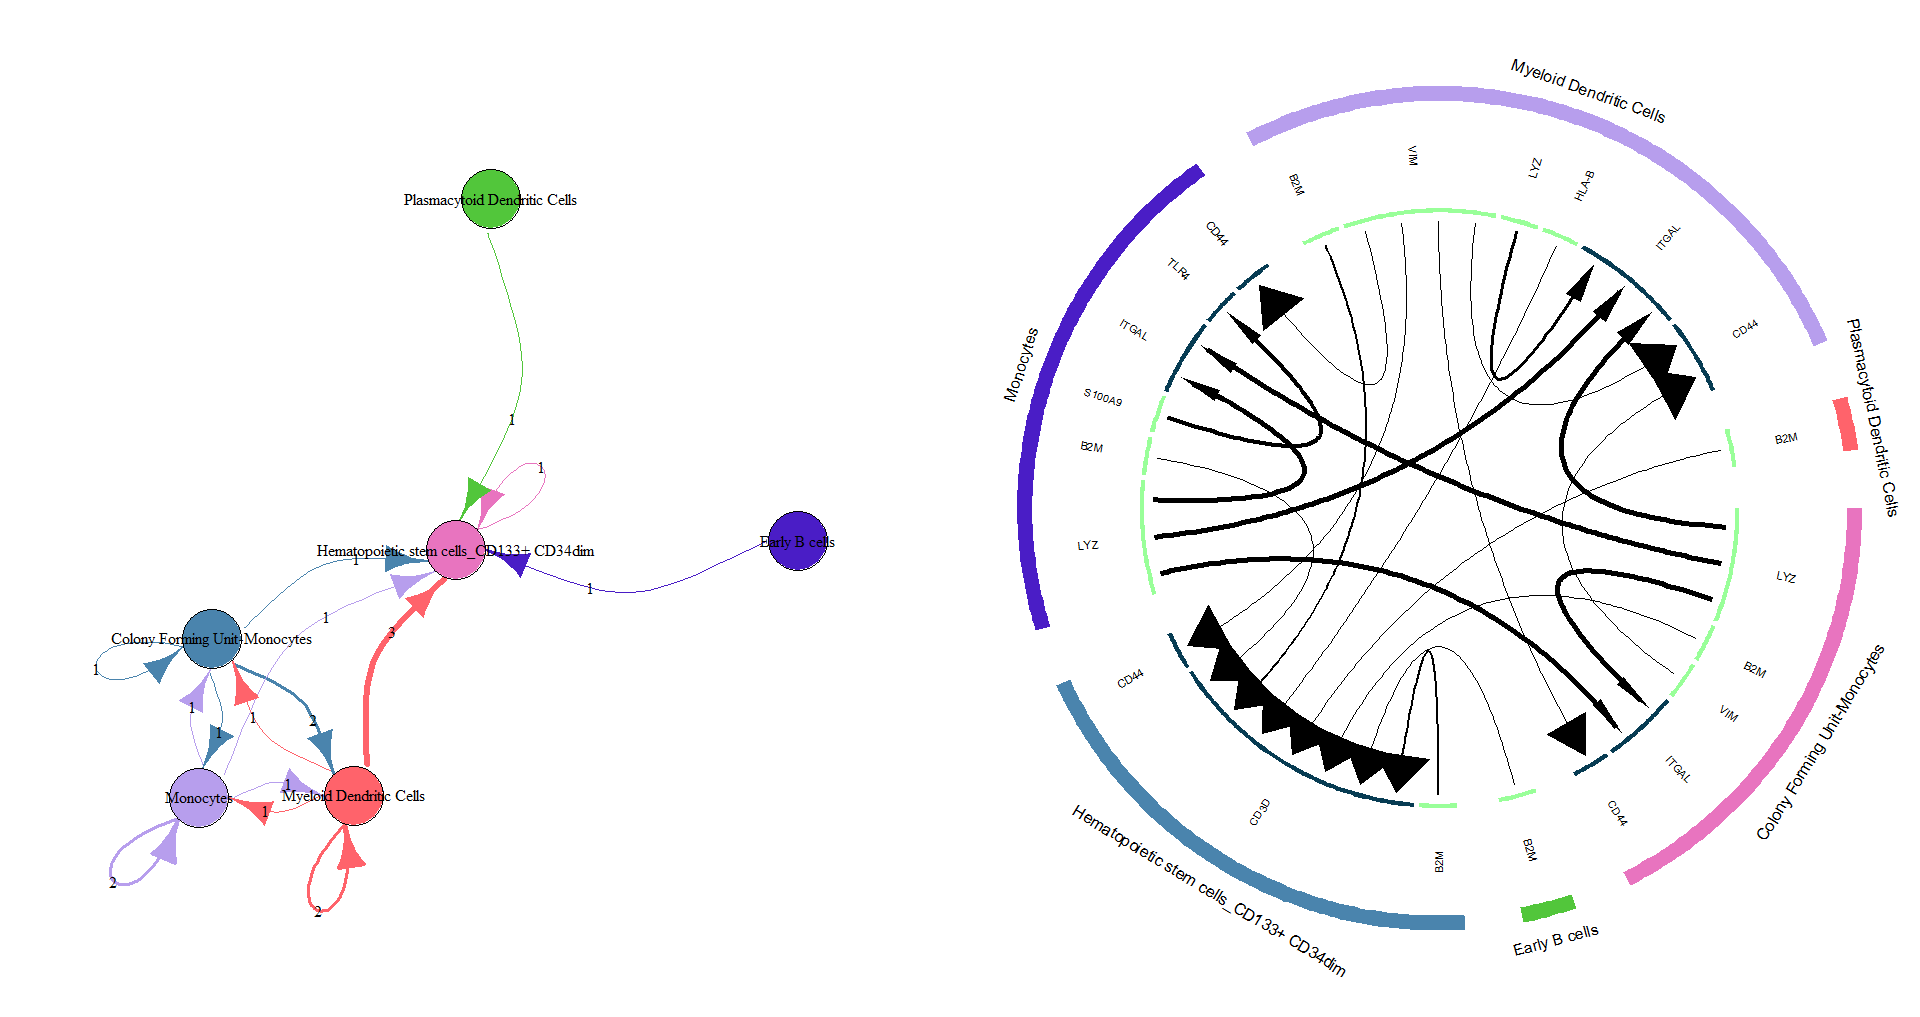 Plasmacytoid Dendritic Cells
1
1
Hematopoietic stem cells_CD133+ CD34dim
Early B cells
1
1
1
3
Colony Forming Unit-Monocytes
1
1
1
1
2
Monocytes
1
Myeloid Dendritic Cells
1
2
2
Myeloid Dendritic Cells
B2M
VIM
LYZ
HLA-B
ITGAL
CD44
Plasmacytoid Dendritic Cells
B2M
Colony Forming Unit-Monocytes
LYZ
B2M
VIM
ITGAL
CD44
Early B cells
B2M
Hematopoietic stem cells_CD133+ CD34dim
B2M
CD3D
CD44
Monocytes
LYZ
B2M
S100A9
ITGAL
TLR4
CD44